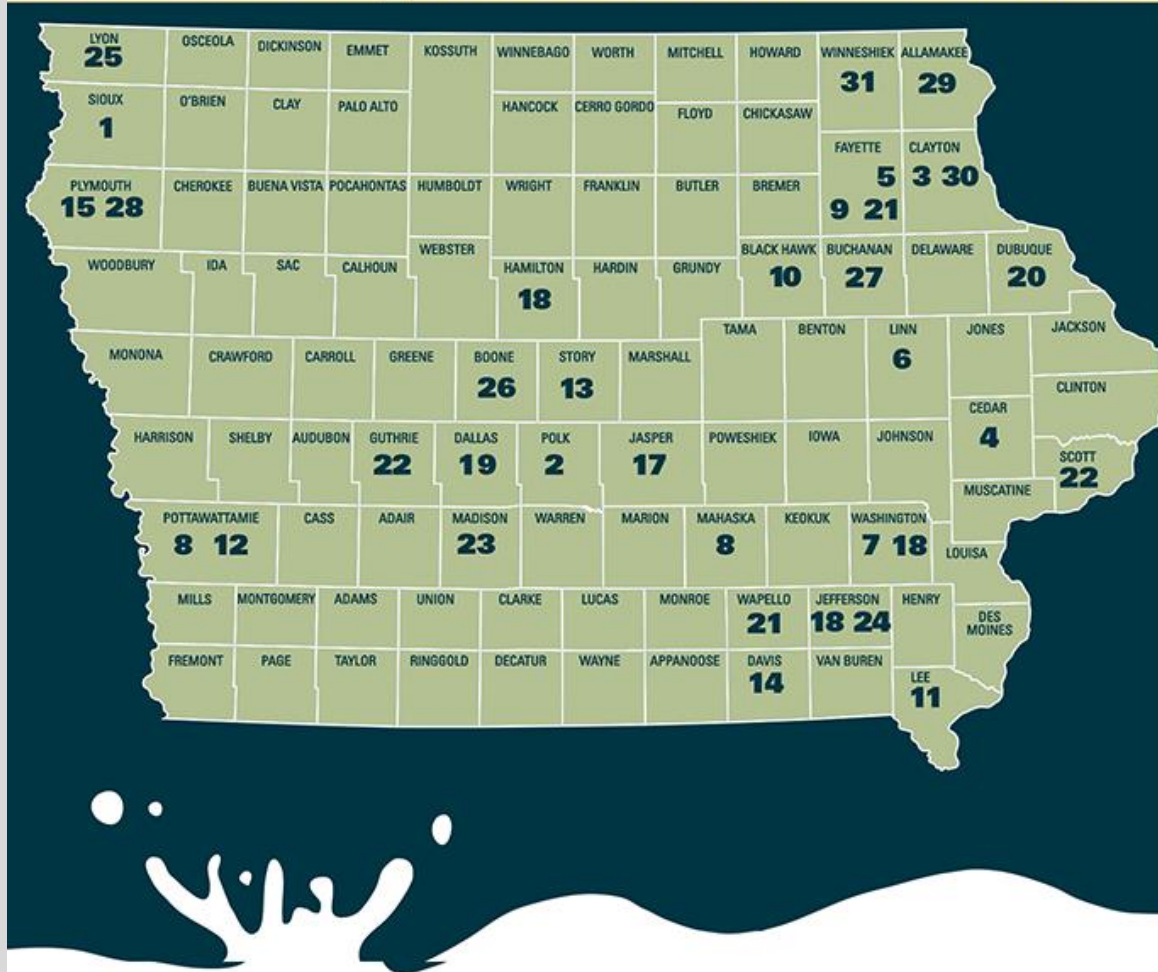 LYON
25
OSCEOLA
DICKINSON
EMMET
KOSSUTH
WINNEBAGO
WORTH
MITCHELL
HOWARD
WINNESHIEK
31
ALLAMAKEE
29
SIOUX
1
O'BRIEN
CLAY
PALO ALTO
HANCOCK
CERRO GORDO
FLOYD
CHICKASAW
FAYETTE
5
9 21
CLAYTON
3 30
PLYMOUTH
15 28
CHEROKEE
BUENA VISTA
POCAHONTAS
HUMBOLDT
WRIGHT
FRANKLIN
BUTLER
BREMER
WOODBURY
IDA
SAC
CALHOUN
WEBSTER
HAMILTON
18
HARDIN
GRUNDY
BLACK HAWK
10
BUCHANAN
27
DELAWARE
DUBUQUE
20
MONONA
CRAWFORD
CARROLL
GREENE
BOONE
26
STORY
13
MARSHALL
TAMA
BENTON
LINN
6
JONES
JACKSON
CLINTON
HARRISON
SHELBY
AUDUBON
GUTHRIE
22
DALLAS
19
POLK
2
JASPER
17
POWESHIEK
IOWA
JOHNSON
CEDAR
4
SCOTT
22
MUSCATINE
POTTAWATTAMIE
8 12
CASS
ADAIR
MADISON
23
WARREN
MARION
MAHASKA
8
KEOKUK
WASHINGTON
7 18
LOUISA
MILLS
MONTGOMERY
ADAMS
UNION
CLARKE
LUCAS
MONROE
WAPELLO
21
JEFFERSON
18 24
HENRY
DES
MOINES
FREMONT
PAGE
TAYLOR
RINGGOLD
DECATUR
WAYNE
APPANOOSE
DAVIS
14
VAN BUREN
LEE
11